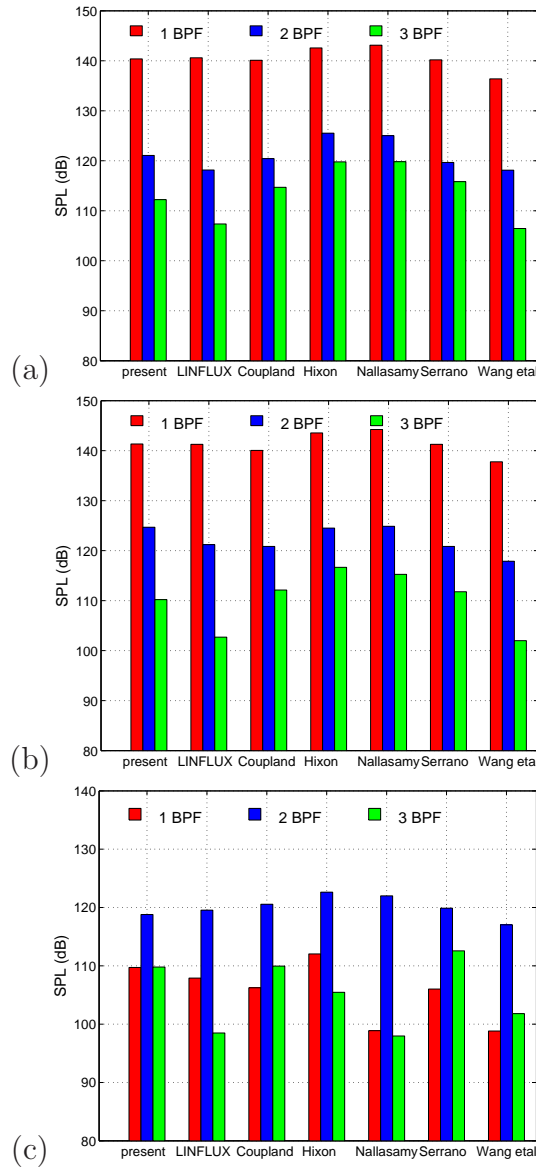 150
140
130
120
110
100
90
80
SPL (dB)
1 BPF 2 BPF 3 BPF
present LINFLUX Coupland Hixon Nallasamy Serrano Wang etal
(a)
150
140
130
120
110
100
90
80
SPL (dB)
1 BPF 2 BPF 3 BPF
present LINFLUX Coupland Hixon Nallasamy Serrano Wang etal
(b)
140
130
120
110
100
90
80
SPL (dB)
1 BPF 2 BPF 3 BPF
present LINFLUX Coupland Hixon Nallasamy Serrano Wang etal
(c)